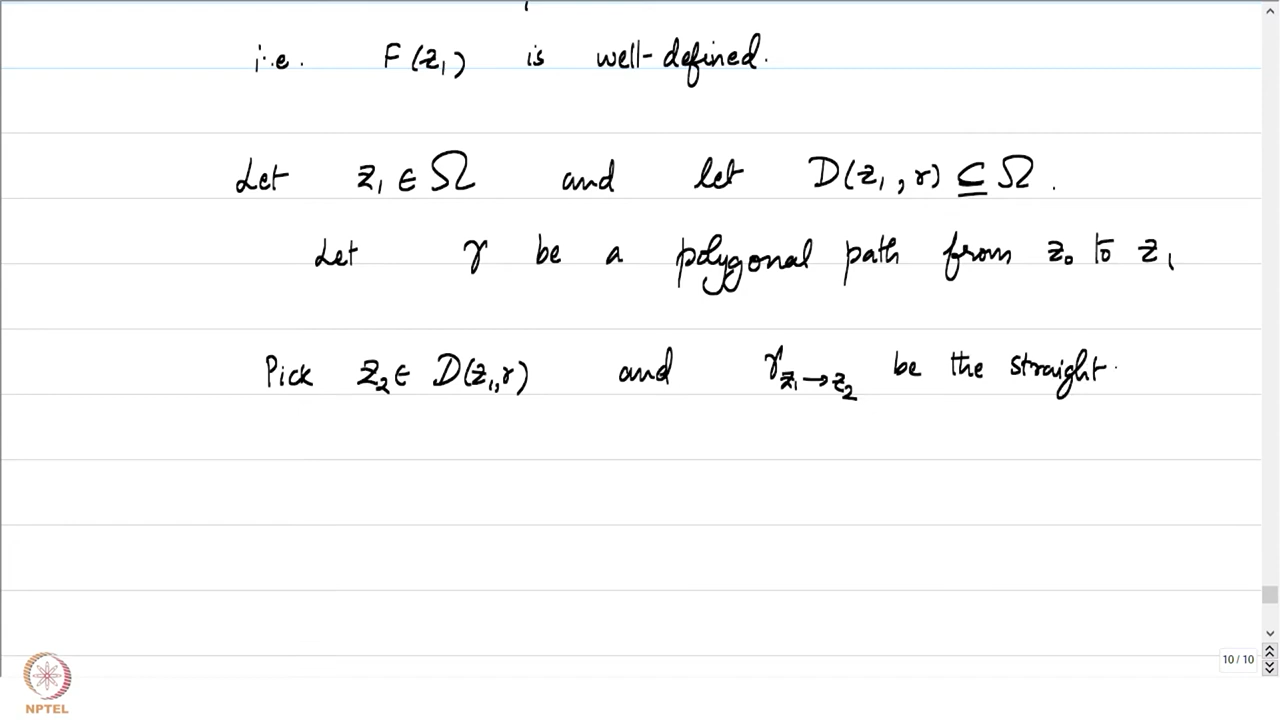 i.e. F(z₁) is well-defined.
Let z₁ ∈ Ω and let D(z₁, r) ⊆ Ω.
Let γ be a polygonal path from z₀ to z₁
Pick z₂ ∈ D(z₁, r) and γ_{z₁→z₂} be the straight.
10 / 10
NPTEL